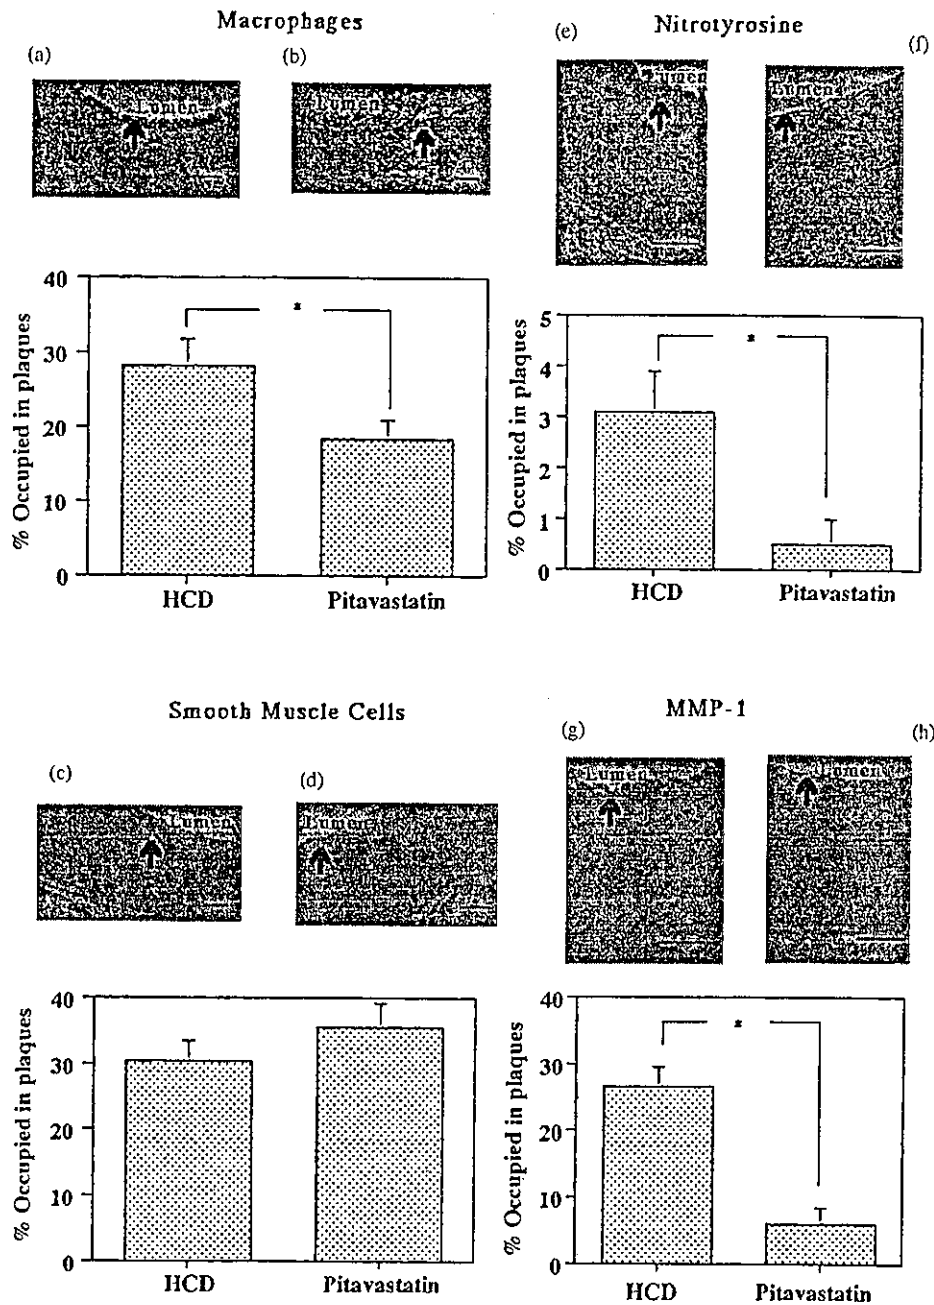 Macrophages
(a)
(b)
Lumen
Lumen
% Occupied in plaques
40
30
20
10
0
*
HCD
Pitavastatin
Nitrotyrosine
(e)
(f)
Lumen
Lumen
% Occupied in plaques
5
4
3
2
1
0
*
HCD
Pitavastatin
Smooth Muscle Cells
(c)
(d)
Lumen
Lumen
% Occupied in plaques
40
30
20
10
0
HCD
Pitavastatin
MMP-1
(g)
(h)
Lumen
Lumen
% Occupied in plaques
40
30
20
10
0
*
HCD
Pitavastatin